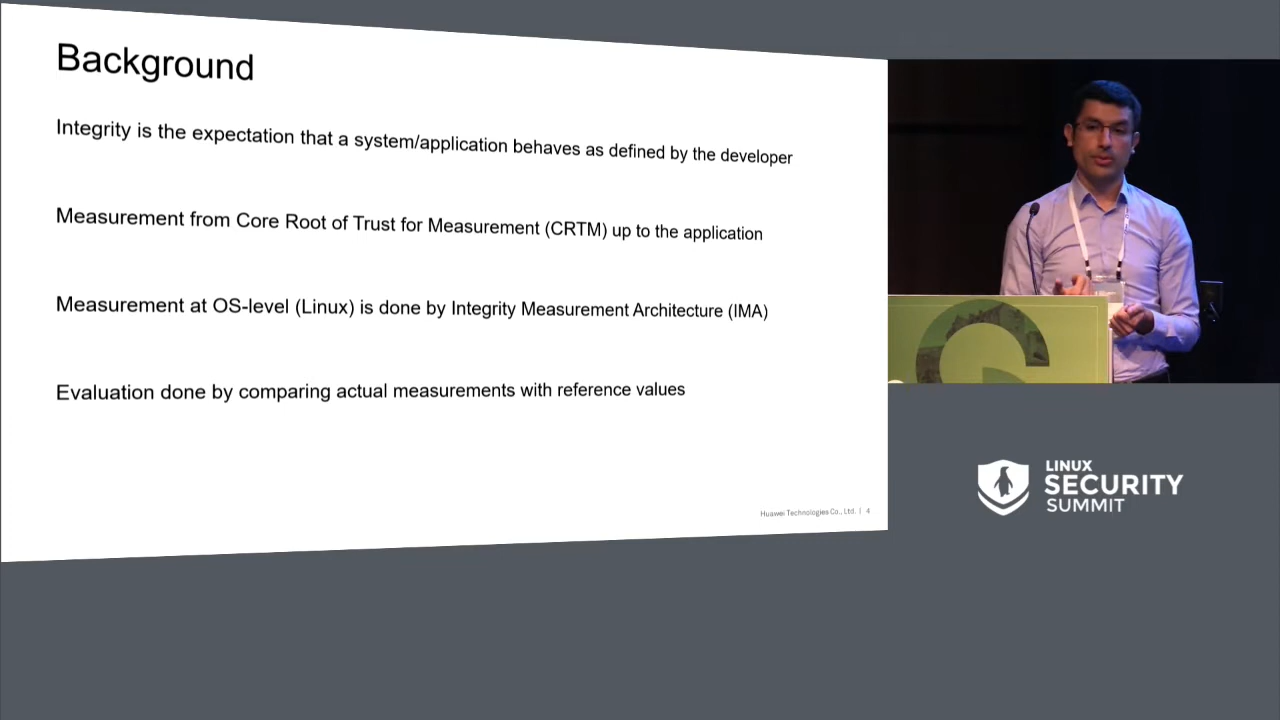 Background
Integrity is the expectation that a system/application behaves as defined by the developer
Measurement from Core Root of Trust for Measurement (CRTM) up to the application
Measurement at OS-level (Linux) is done by Integrity Measurement Architecture (IMA)
Evaluation done by comparing actual measurements with reference values
Huawei Technologies Co., Ltd. | 4
LINUX
SECURITY
SUMMIT